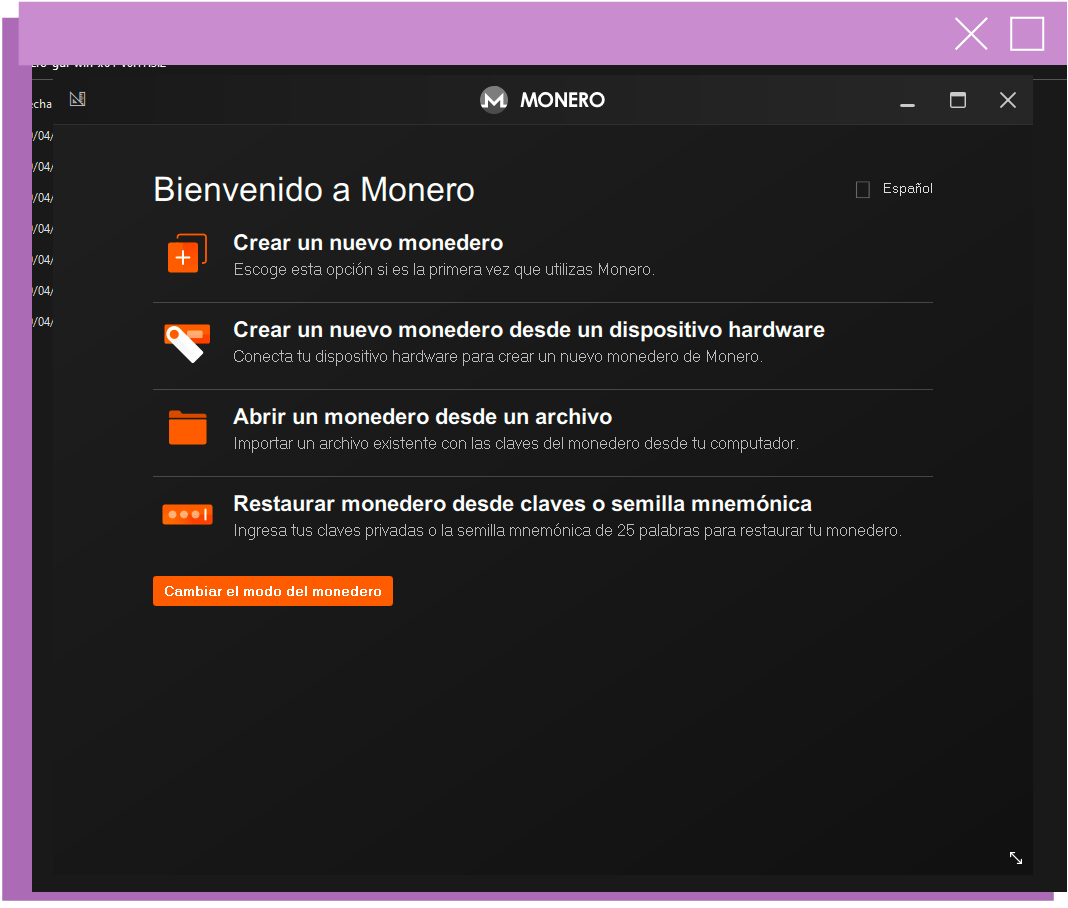 MONERO
echa
/04/
/04/
/04/
/04/
/04/
/04/
/04/
Bienvenido a Monero
Español
Crear un nuevo monedero
Escoge esta opción si es la primera vez que utilizas Monero.
Crear un nuevo monedero desde un dispositivo hardware
Conecta tu dispositivo hardware para crear un nuevo monedero de Monero.
Abrir un monedero desde un archivo
Importar un archivo existente con las claves del monedero desde tu computador.
Restaurar monedero desde claves o semilla mnemónica
Ingresa tus claves privadas o la semilla mnemónica de 25 palabras para restaurar tu monedero.
Cambiar el modo del monedero